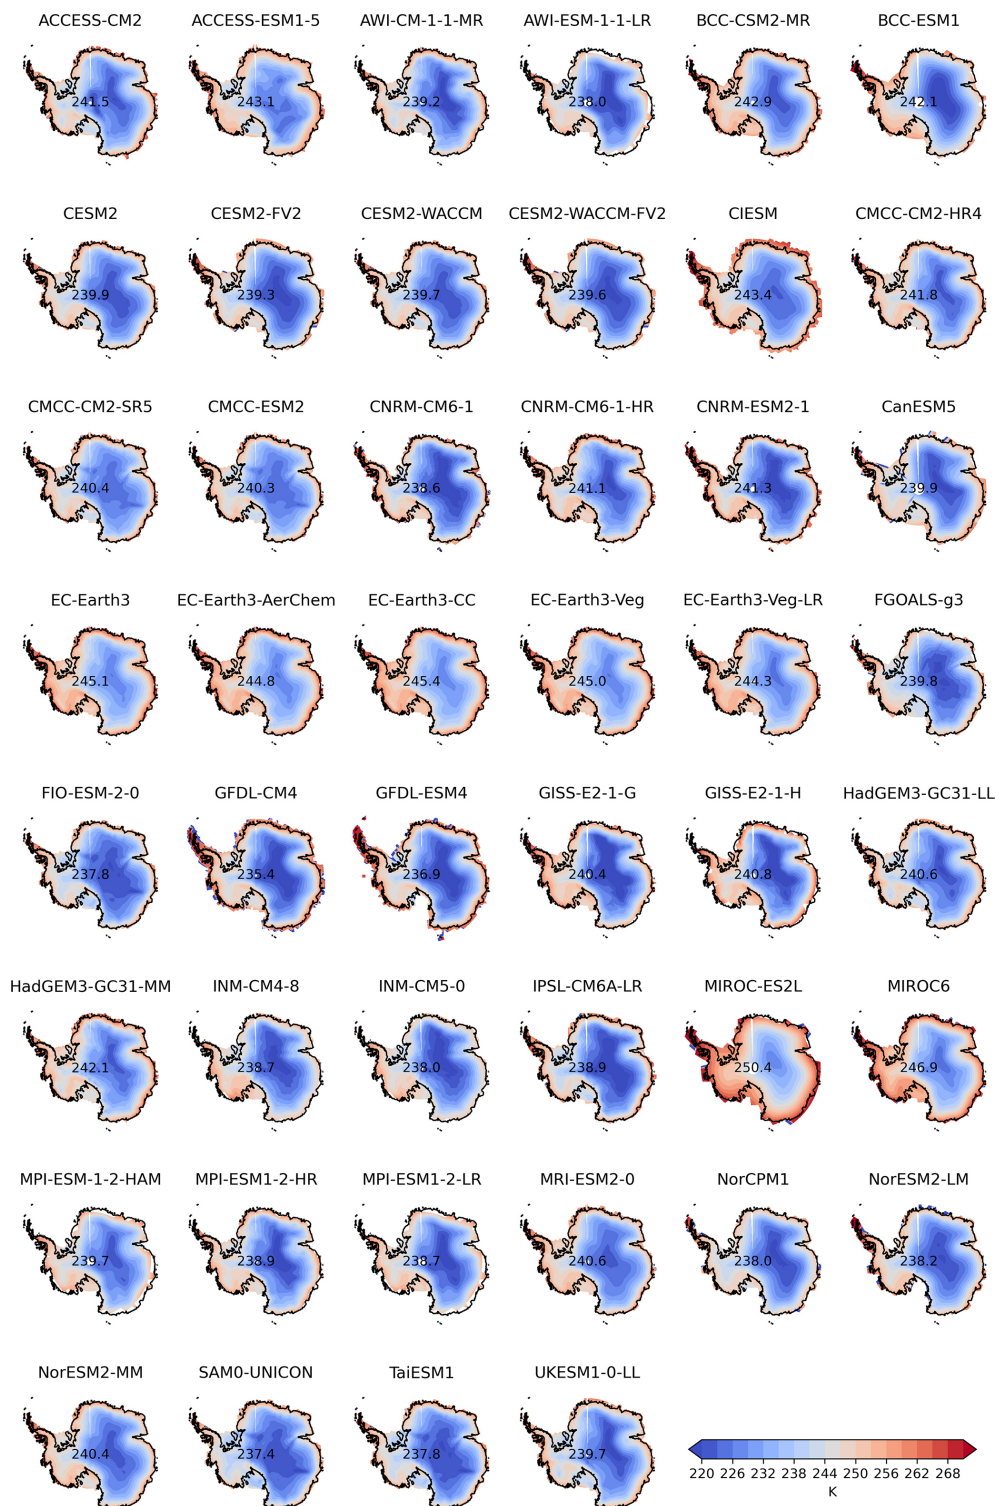 ACCESS-CM2 ACCESS-ESM1-5 AWI-CM-1-1-MR AWI-ESM-1-1-LR BCC-CSM2-MR BCC-ESM1
241.5 243.1 239.2 238.0 242.9 242.1
CESM2 CESM2-FV2 CESM2-WACCM CESM2-WACCM-FV2 CIESM CMCC-CM2-HR4
239.9 239.3 239.7 239.6 243.4 241.8
CMCC-CM2-SR5 CMCC-ESM2 CNRM-CM6-1 CNRM-CM6-1-HR CNRM-ESM2-1 CanESM5
240.4 240.3 238.6 241.1 241.3 239.9
EC-Earth3 EC-Earth3-AerChem EC-Earth3-CC EC-Earth3-Veg EC-Earth3-Veg-LR FGOALS-g3
245.1 244.8 245.4 245.0 244.3 239.8
FIO-ESM-2-0 GFDL-CM4 GFDL-ESM4 GISS-E2-1-G GISS-E2-1-H HadGEM3-GC31-LL
237.8 235.4 236.9 240.4 240.8 240.6
HadGEM3-GC31-MM INM-CM4-8 INM-CM5-0 IPSL-CM6A-LR MIROC-ES2L MIROC6
242.1 238.7 238.0 238.9 250.4 246.9
MPI-ESM-1-2-HAM MPI-ESM1-2-HR MPI-ESM1-2-LR MRI-ESM2-0 NorCPM1 NorESM2-LM
239.7 238.9 238.7 240.6 238.0 238.2
NorESM2-MM SAM0-UNICON TaiESM1 UKESM1-0-LL
240.4 237.4 237.8 239.7
220 226 232 238 244 250 256 262 268
K